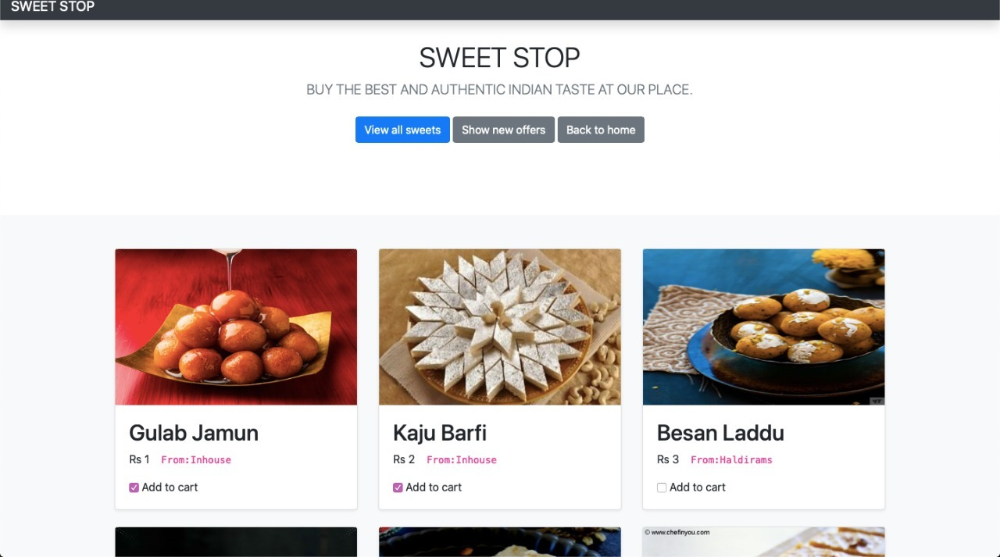 SWEET STOP
SWEET STOP
BUY THE BEST AND AUTHENTIC INDIAN TASTE AT OUR PLACE.
View all sweets Show new offers Back to home
Gulab Jamun
Rs 1 From:Inhouse
Add to cart
Kaju Barfi
Rs 2 From:Inhouse
Add to cart
Besan Laddu
Rs 3 From:Haldirams
Add to cart
© www.chefinyou.com